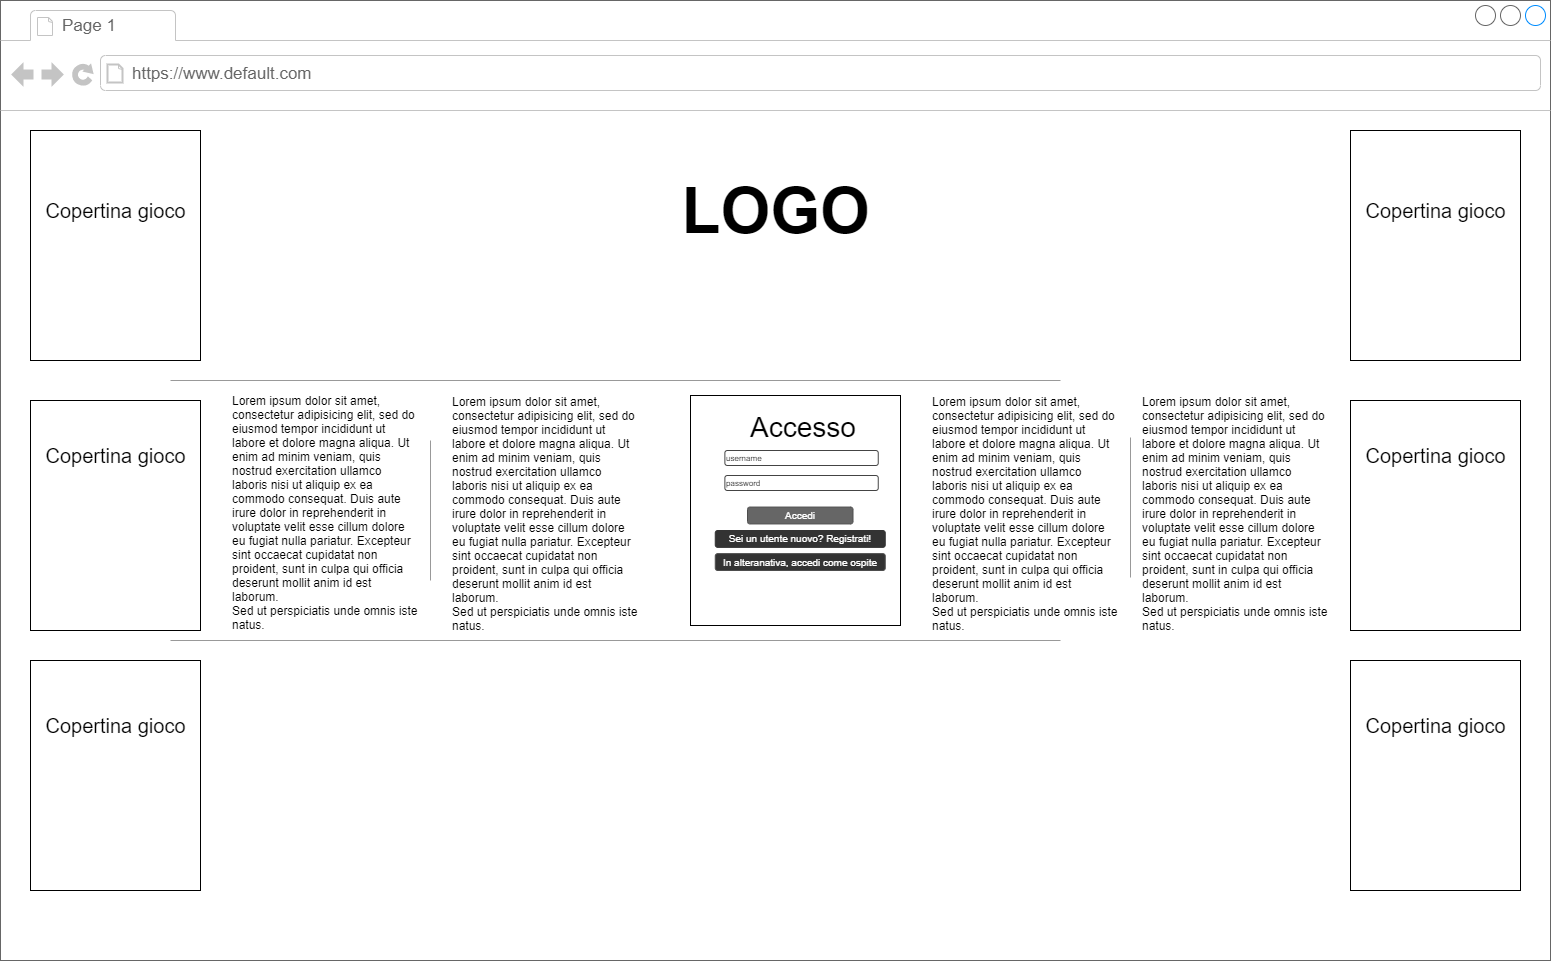 Page 1
https://www.default.com
Copertina gioco
LOGO
Copertina gioco
Copertina gioco
Lorem ipsum dolor sit amet,
consectetur adipisicing elit, sed do
eiusmod tempor incididunt ut
labore et dolore magna aliqua. Ut
enim ad minim veniam, quis
nostrud exercitation ullamco
laboris nisi ut aliquip ex ea
commodo consequat. Duis aute
irure dolor in reprehenderit in
voluptate velit esse cillum dolore
eu fugiat nulla pariatur. Excepteur
sint occaecat cupidatat non
proident, sunt in culpa qui officia
deserunt mollit anim id est
laborum.
Sed ut perspiciatis unde omnis iste
natus.
Lorem ipsum dolor sit amet,
consectetur adipisicing elit, sed do
eiusmod tempor incididunt ut
labore et dolore magna aliqua. Ut
enim ad minim veniam, quis
nostrud exercitation ullamco
laboris nisi ut aliquip ex ea
commodo consequat. Duis aute
irure dolor in reprehenderit in
voluptate velit esse cillum dolore
eu fugiat nulla pariatur. Excepteur
sint occaecat cupidatat non
proident, sunt in culpa qui officia
deserunt mollit anim id est
laborum.
Sed ut perspiciatis unde omnis iste
natus.
Accesso
username
password
Accedi
Sei un utente nuovo? Registrati!
In alteranativa, accedi come ospite
Lorem ipsum dolor sit amet,
consectetur adipisicing elit, sed do
eiusmod tempor incididunt ut
labore et dolore magna aliqua. Ut
enim ad minim veniam, quis
nostrud exercitation ullamco
laboris nisi ut aliquip ex ea
commodo consequat. Duis aute
irure dolor in reprehenderit in
voluptate velit esse cillum dolore
eu fugiat nulla pariatur. Excepteur
sint occaecat cupidatat non
proident, sunt in culpa qui officia
deserunt mollit anim id est
laborum.
Sed ut perspiciatis unde omnis iste
natus.
Lorem ipsum dolor sit amet,
consectetur adipisicing elit, sed do
eiusmod tempor incididunt ut
labore et dolore magna aliqua. Ut
enim ad minim veniam, quis
nostrud exercitation ullamco
laboris nisi ut aliquip ex ea
commodo consequat. Duis aute
irure dolor in reprehenderit in
voluptate velit esse cillum dolore
eu fugiat nulla pariatur. Excepteur
sint occaecat cupidatat non
proident, sunt in culpa qui officia
deserunt mollit anim id est
laborum.
Sed ut perspiciatis unde omnis iste
natus.
Copertina gioco
Copertina gioco
Copertina gioco